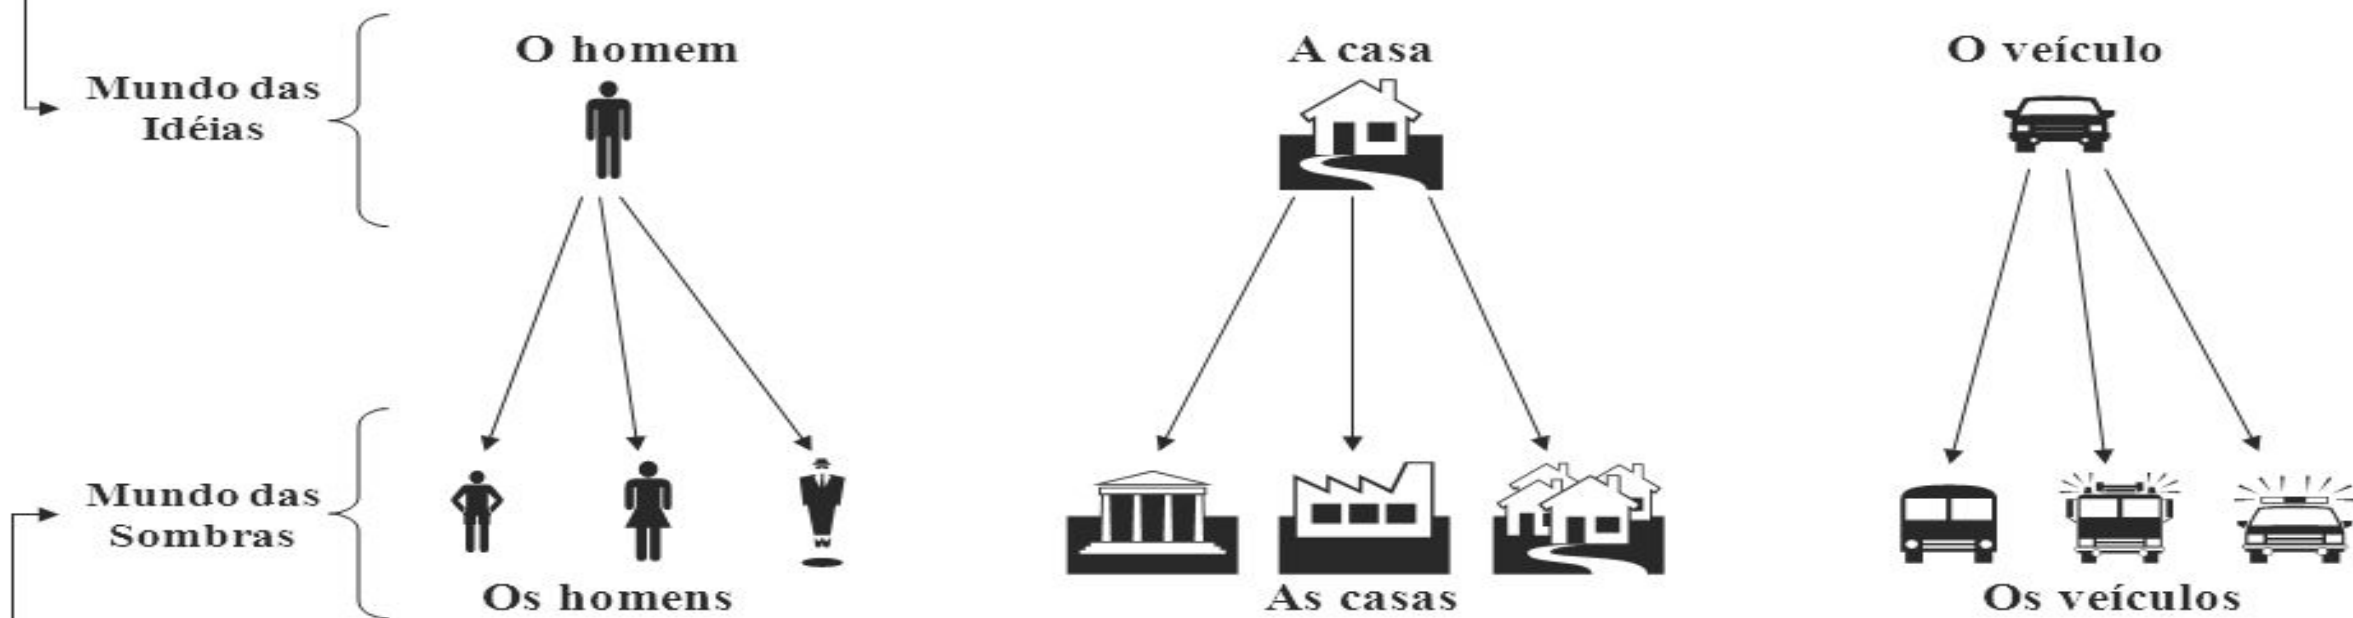 O homem
A casa
O veículo
Mundo das
Idéias
Mundo das
Sombras
Os homens
As casas
Os veículos